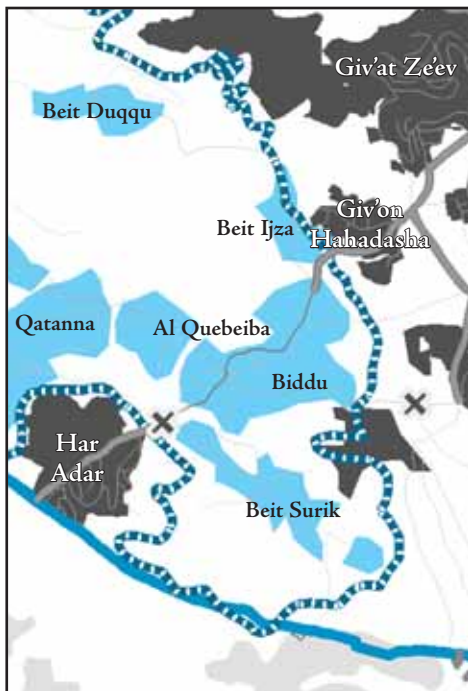 Giv'at Ze'ev
Beit Duqqu
Beit Ijza
Giv'on
Hahadasha
Qatanna
Al Quebeiba
Biddu
Har
Adar
Beit Surik